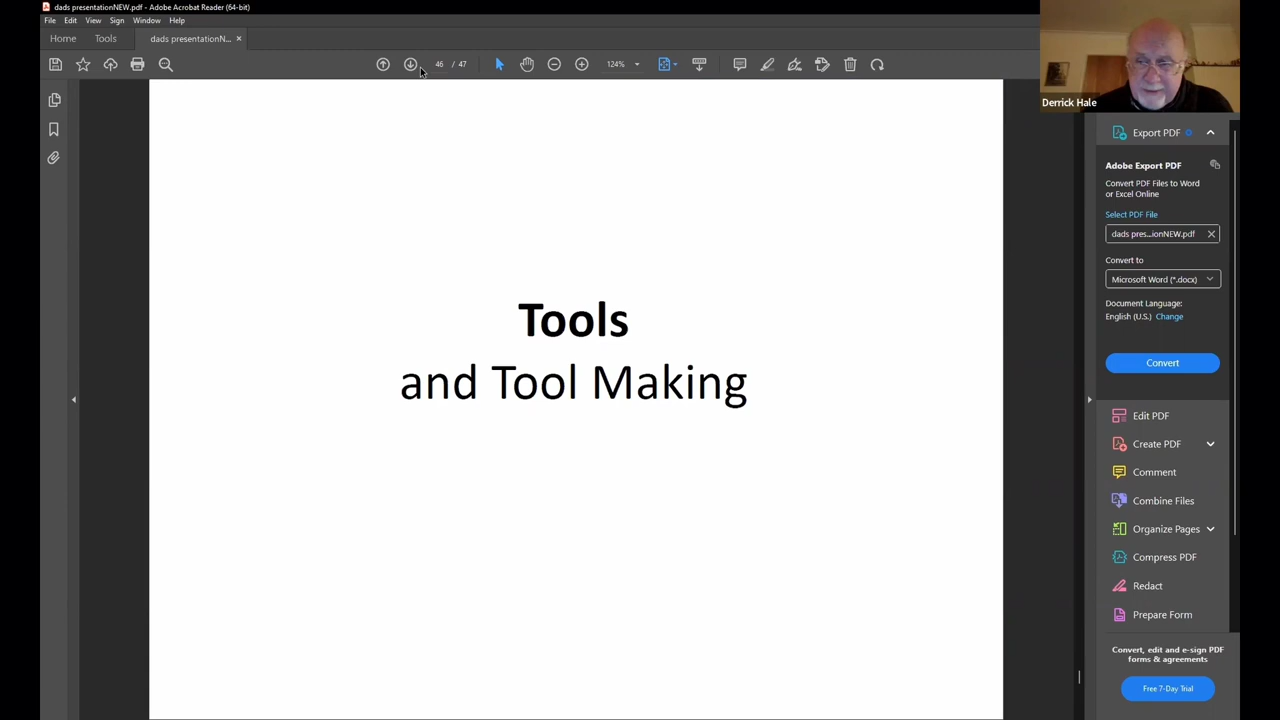 dads presentationNEW.pdf - Adobe Acrobat Reader (64-bit)
File Edit View Sign Window Help
Home Tools dads presentationN...
46 / 47 124%
Derrick Hale
Tools
and Tool Making
Export PDF
Adobe Export PDF
Convert PDF Files to Word
or Excel Online
Select PDF File
dads pres...ionNEW.pdf
Convert to
Microsoft Word (*.docx)
Document Language:
English (U.S.) Change
Convert
Edit PDF
Create PDF
Comment
Combine Files
Organize Pages
Compress PDF
Redact
Prepare Form
Convert, edit and e-sign PDF
forms & agreements
Free 7-Day Trial